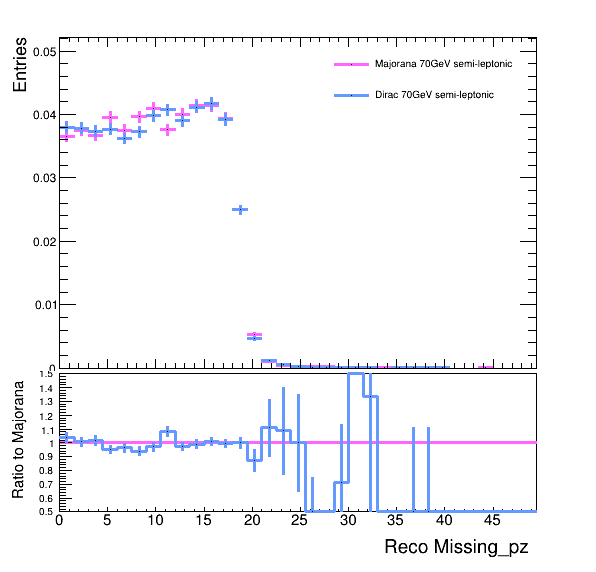 Entries
0.05
0.04
0.03
0.02
0.01
0
Majorana 70GeV semi-leptonic
Dirac 70GeV semi-leptonic
Ratio to Majorana
1.5
1.4
1.3
1.2
1.1
1
0.9
0.8
0.7
0.6
0.5
0 5 10 15 20 25 30 35 40 45
Reco Missing_pz